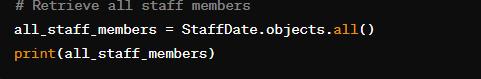 # Retrieve all staff members
all_staff_members = StaffDate.objects.all()
print(all_staff_members)